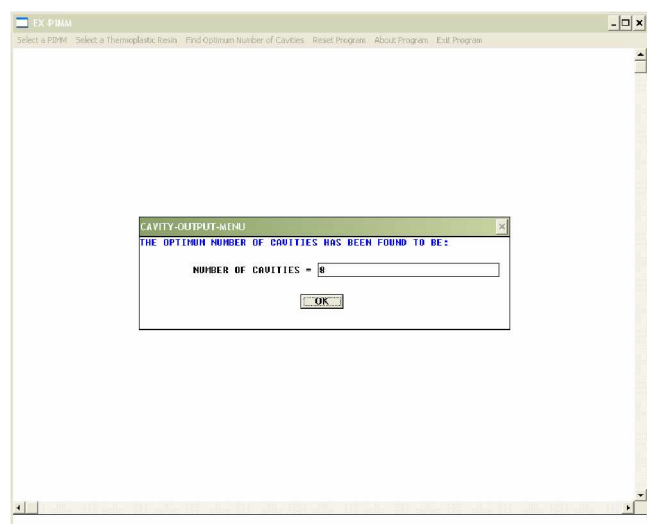 EX-PIMM
Select a PIMM Select a Thermoplastic Resin Find Optimum Number of Cavities Reset Program About Program Exit Program
CAVITY-OUTPUT-MENU
THE OPTIMUM NUMBER OF CAVITIES HAS BEEN FOUND TO BE:
NUMBER OF CAVITIES = 8
OK